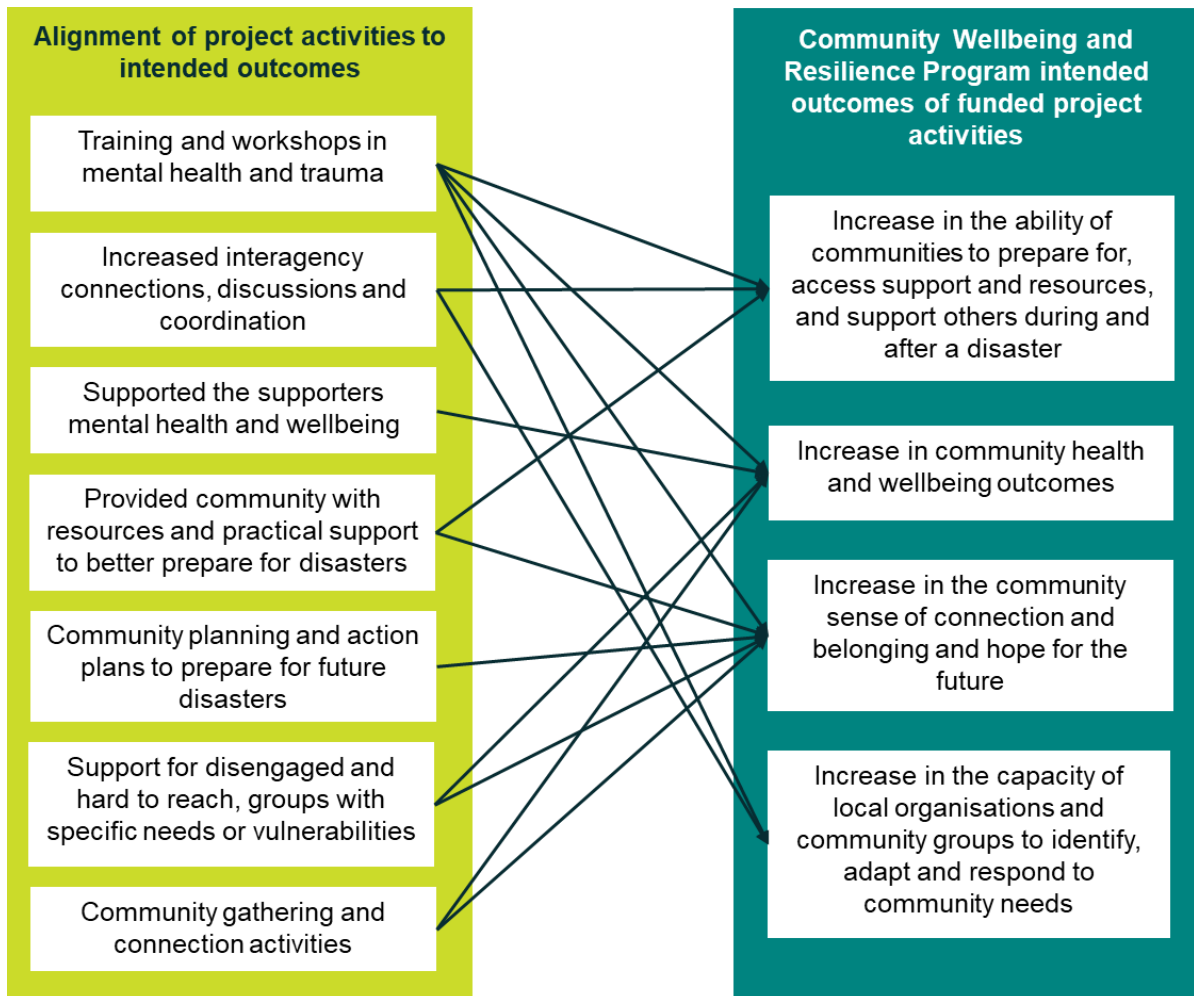 Alignment of project activities to
intended outcomes
Training and workshops in
mental health and trauma
Increased interagency
connections, discussions and
coordination
Supported the supporters
mental health and wellbeing
Provided community with
resources and practical support
to better prepare for disasters
Community planning and action
plans to prepare for future
disasters
Support for disengaged and
hard to reach, groups with
specific needs or vulnerabilities
Community gathering and
connection activities
Community Wellbeing and
Resilience Program intended
outcomes of funded project
activities
Increase in the ability of
communities to prepare for,
access support and resources,
and support others during and
after a disaster
Increase in community health
and wellbeing outcomes
Increase in the community
sense of connection and
belonging and hope for the
future
Increase in the capacity of
local organisations and
community groups to identify,
adapt and respond to
community needs